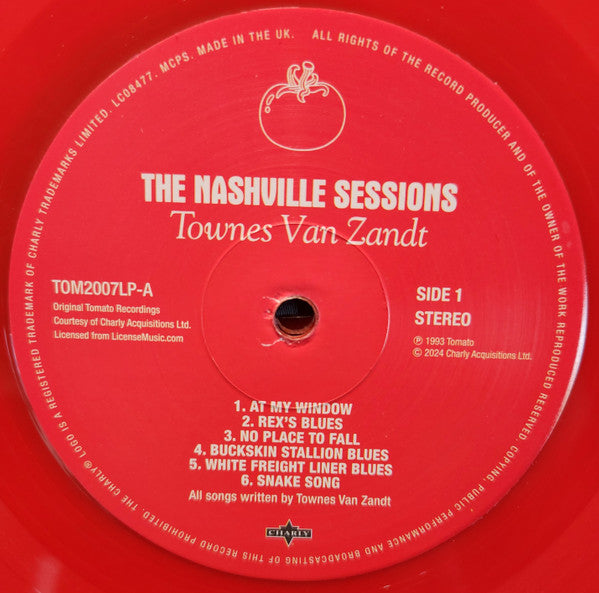 THE CHARLY® LOGO IS A REGISTERED TRADEMARK OF CHARLY TRADEMARKS LIMITED. LC08477. MCPS. MADE IN THE UK. ALL RIGHTS OF THE RECORD PRODUCER AND OF THE OWNER OF THE WORK REPRODUCED RESERVED. COPYING, PUBLIC PERFORMANCE AND BROADCASTING OF THIS RECORD PROHIBITED.
THE NASHVILLE SESSIONS
Townes Van Zandt
TOM2007LP-A
Original Tomato Recordings
Courtesy of Charly Acquisitions Ltd.
Licensed from LicenseMusic.com
SIDE 1
STEREO
℗ 1993 Tomato
© 2024 Charly Acquisitions Ltd.
1. AT MY WINDOW
2. REX'S BLUES
3. NO PLACE TO FALL
4. BUCKSKIN STALLION BLUES
5. WHITE FREIGHT LINER BLUES
6. SNAKE SONG
All songs written by Townes Van Zandt
CHARLY